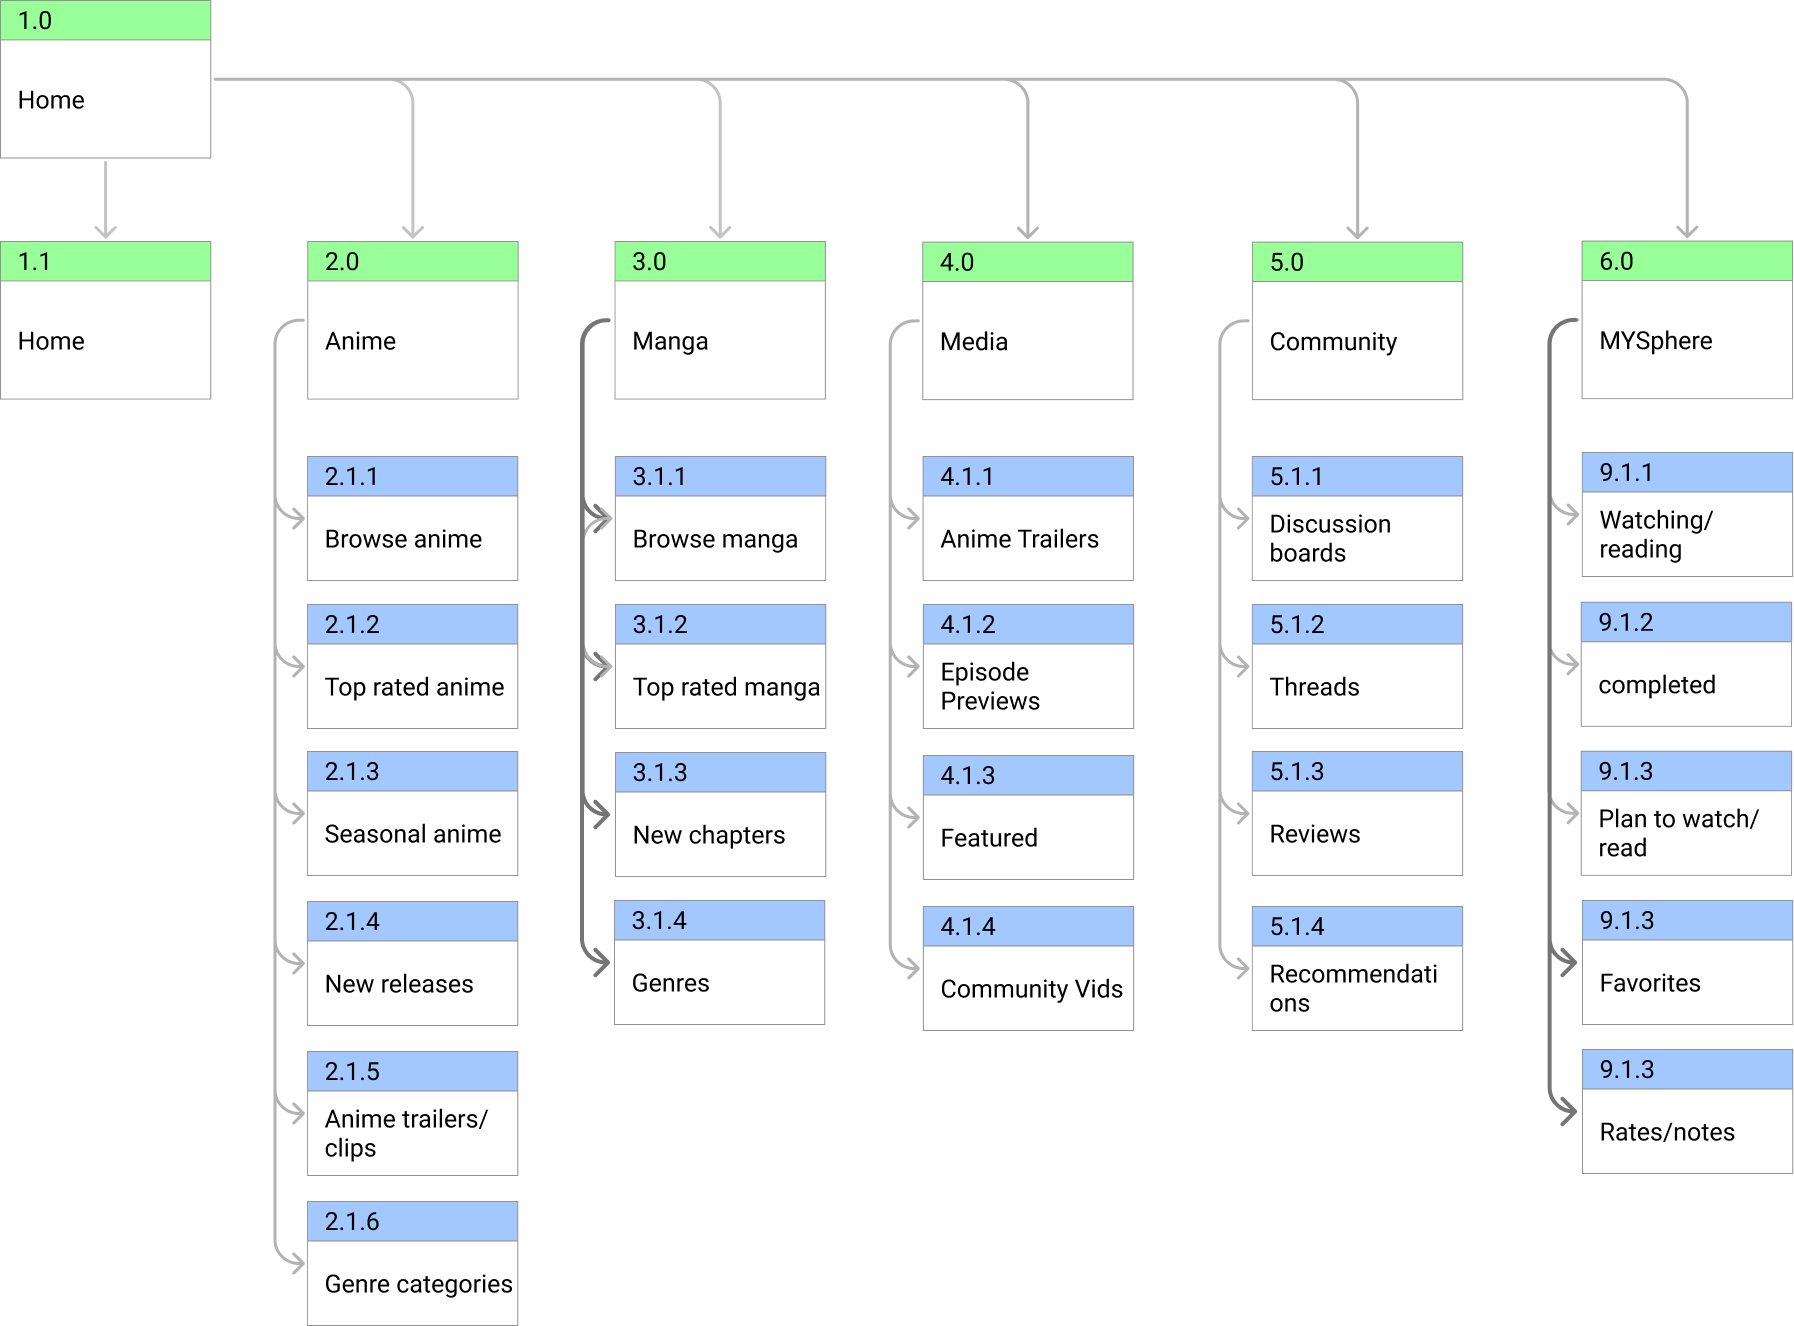 1.0
Home
1.1
Home
2.0
Anime
2.1.1
Browse anime
2.1.2
Top rated anime
2.1.3
Seasonal anime
2.1.4
New releases
2.1.5
Anime trailers/
clips
2.1.6
Genre categories
3.0
Manga
3.1.1
Browse manga
3.1.2
Top rated manga
3.1.3
New chapters
3.1.4
Genres
4.0
Media
4.1.1
Anime Trailers
4.1.2
Episode
Previews
4.1.3
Featured
4.1.4
Community Vids
5.0
Community
5.1.1
Discussion
boards
5.1.2
Threads
5.1.3
Reviews
5.1.4
Recommendati
ons
6.0
MYSphere
9.1.1
Watching/
reading
9.1.2
completed
9.1.3
Plan to watch/
read
9.1.3
Favorites
9.1.3
Rates/notes